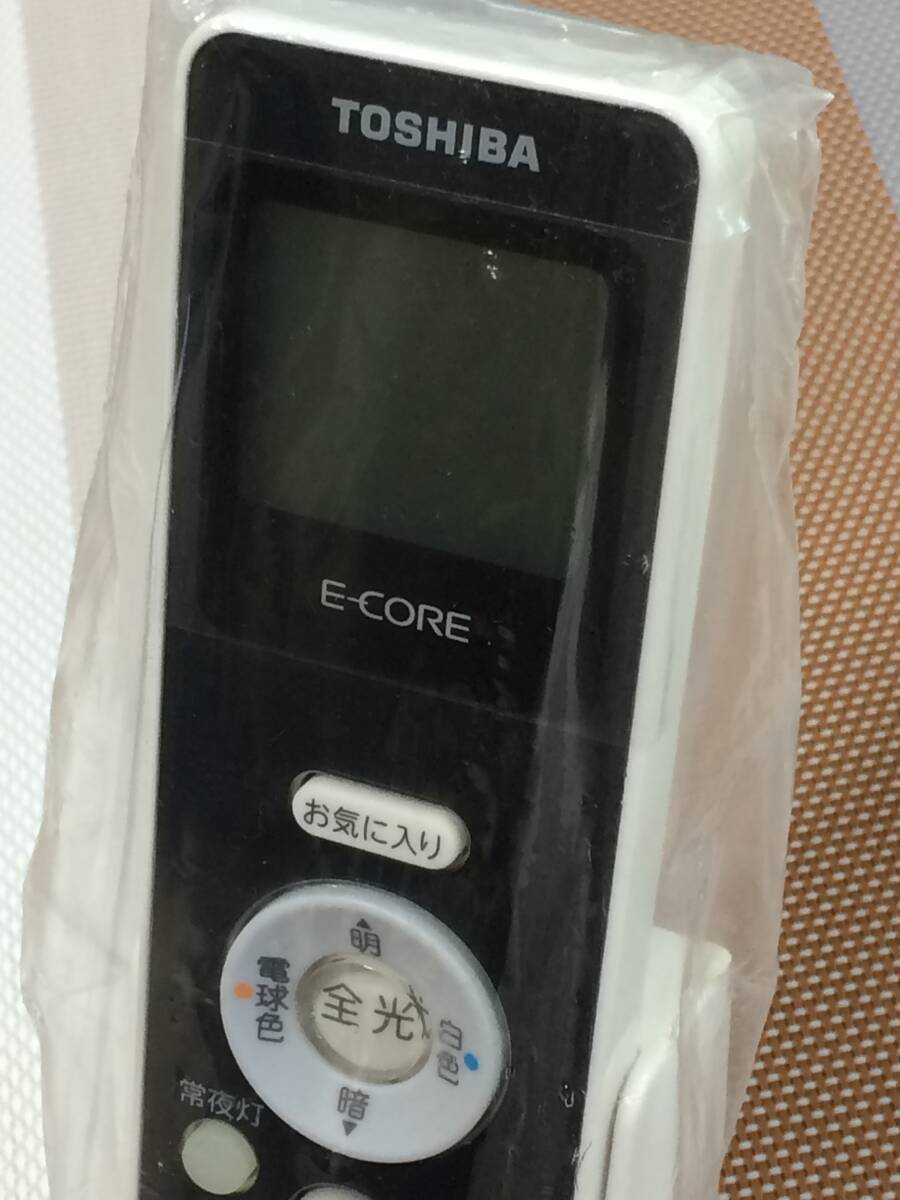 TOSHIBA
E-CORE
お気に入り
明
電球色
全光
白色
暗
常夜灯